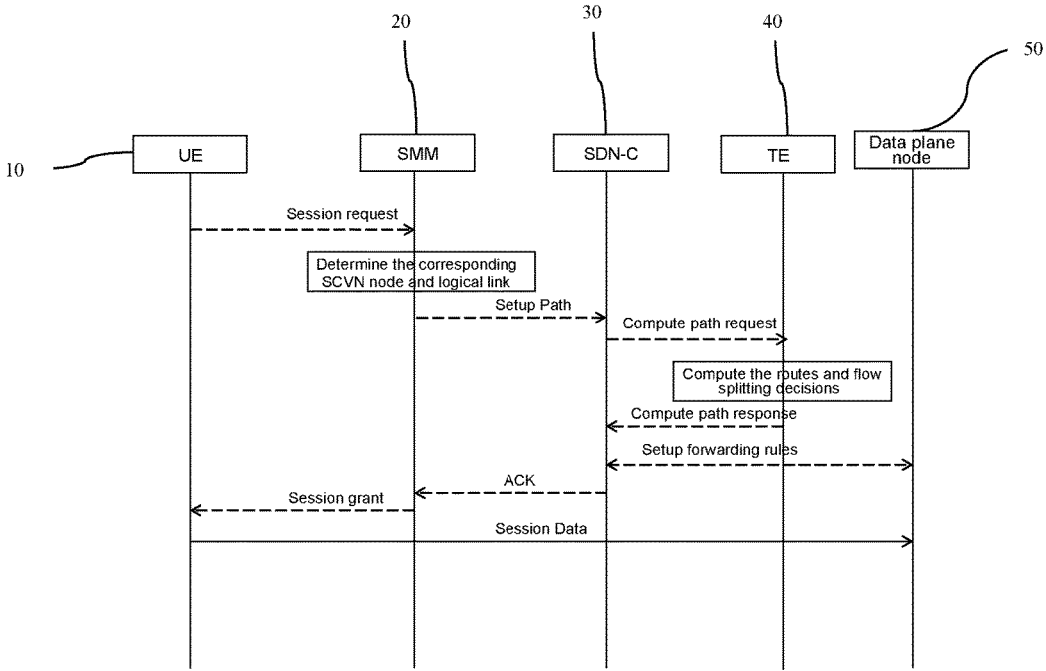 20
30
40
50
10
UE
SMM
SDN-C
TE
Data plane
node
Session request
Determine the corresponding
SCVN node and logical link
Setup Path
Compute path request
Compute the routes and flow
splitting decisions
Compute path response
Setup forwarding rules
ACK
Session grant
Session Data